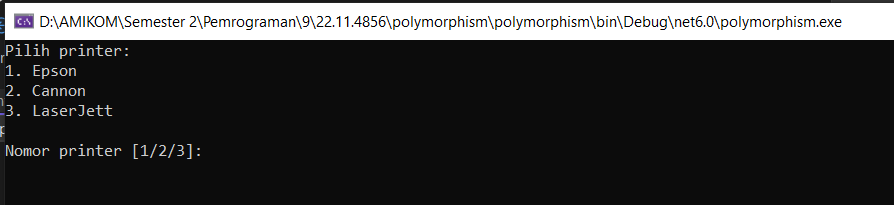 D:\AMIKOM\Semester 2\Pemrograman\9\22.11.4856\polymorphism\polymorphism\bin\Debug\net6.0\polymorphism.exe
Pilih printer:
1. Epson
2. Cannon
3. LaserJett
Nomor printer [1/2/3]: